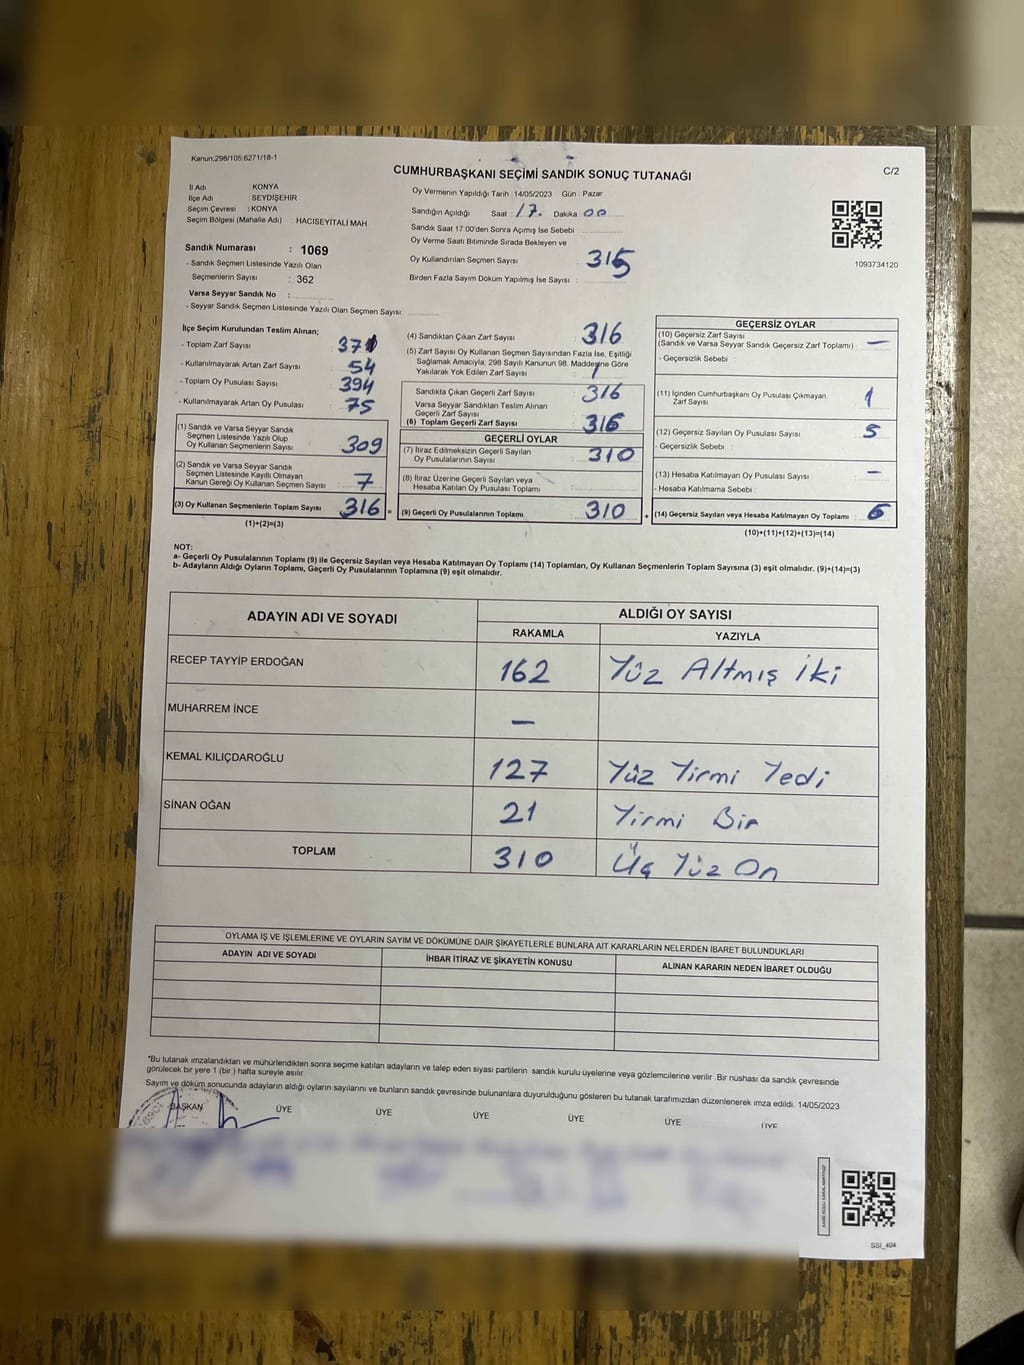 Kanun:298/105;6271/18-1
CUMHURBAŞKANI SEÇİMİ SANDIK SONUÇ TUTANAĞI
C/2
İl Adı : KONYA
İlçe Adı : SEYDİŞEHİR
Seçim Çevresi : KONYA
Seçim Bölgesi (Mahalle Adı) HACISEYİTALİ MAH
Sandık Numarası : 1069
- Sandık Seçmen Listesinde Yazılı Olan
Seçmenlerin Sayısı : 362
Varsa Seyyar Sandık No :
- Seyyar Sandık Seçmen Listesinde Yazılı Olan Seçmen Sayısı:
Oy Vermenin Yapıldığı Tarih :14/05/2023 Gün : Pazar
Sandığın Açıldığı Saat 17. Dakika 00
Sandık Saat 17.00'den Sonra Açımış İse Sebebi :
Oy Verme Saati Bitiminde Sırada Bekleyen ve
Oy Kullandırılan Seçmen Sayısı : 315
Birden Fazla Sayım Döküm Yapılmış İse Sayısı :
1093734120
İlçe Seçim Kurulundan Teslim Alınan;
- Toplam Zarf Sayısı : 370
- Kullanılmayarak Artan Zarf Sayısı : 54
- Toplam Oy Pusulası Sayısı : 394
- Kullanılmayarak Artan Oy Pusulası : 75
(1) Sandık ve Varsa Seyyar Sandık
Seçmen Listesinde Yazılı Olup
Oy Kullanan Seçmenlerin Sayısı : 309
(2) Sandık ve Varsa Seyyar Sandık
Seçmen Listesinde Kayıtlı Olmayan
Kanun Gereği Oy Kullanan Seçmen Sayısı : 7
(3) Oy Kullanan Seçmenlerin Toplam Sayısı : 316 =
(1)+(2)=(3)
(4) Sandıktan Çıkan Zarf Sayısı : 316
(5) Zarf Sayısı Oy Kullanan Seçmen Sayısından Fazla İse, Eşitliği
Sağlamak Amacıyla, 298 Sayılı Kanunun 98. Maddesine Göre
Yakılarak Yok Edilen Zarf Sayısı :
Sandıkta Çıkan Geçerli Zarf Sayısı : 316
Varsa Seyyar Sandıktan Teslim Alınan
Geçerli Zarf Sayısı :
(6) Toplam Geçerli Zarf Sayısı : 316
GEÇERLİ OYLAR
(7) İtiraz Edilmeksizin Geçerli Sayılan
Oy Pusulalarının Sayısı : 310
(8) İtiraz Üzerine Geçerli Sayılan veya
Hesaba Katılan Oy Pusulası Toplamı :
(9) Geçerli Oy Pusulalarının Toplamı : 310 +
GEÇERSİZ OYLAR
(10) Geçersiz Zarf Sayısı
(Sandık ve Varsa Seyyar Sandık Geçersiz Zarf Toplamı) : —
- Geçersizlik Sebebi :
(11) İçinden Cumhurbaşkanı Oy Pusulası Çıkmayan
Zarf Sayısı : 1
(12) Geçersiz Sayılan Oy Pusulası Sayısı : 5
- Geçersizlik Sebebi :
(13) Hesaba Katılmayan Oy Pusulası Sayısı : —
- Hesaba Katılmama Sebebi :
(14) Geçersiz Sayılan veya Hesaba Katılmayan Oy Toplamı : 6
(10)+(11)+(12)+(13)=(14)
NOT:
a- Geçerli Oy Pusulalarının Toplamı (9) ile Geçersiz Sayılan veya Hesaba Katılmayan Oy Toplamı (14) Toplamları, Oy Kullanan Seçmenlerin Toplam Sayısına (3) eşit olmalıdır. (9)+(14)=(3)
b- Adayların Aldığı Oyların Toplamı, Geçerli Oy Pusulalarının Toplamına (9) eşit olmalıdır.
ADAYIN ADI VE SOYADI ALDIĞI OY SAYISI
RAKAMLA YAZIYLA
RECEP TAYYİP ERDOĞAN 162 Yüz Altmış İki
MUHARREM İNCE —
KEMAL KILIÇDAROĞLU 127 Yüz Yirmi Yedi
SİNAN OĞAN 21 Yirmi Bir
TOPLAM 310 Üç Yüz On
OYLAMA İŞ VE İŞLEMLERİNE VE OYLARIN SAYIM VE DÖKÜMÜNE DAİR ŞİKAYETLERLE BUNLARA AİT KARARLARIN NELERDEN İBARET BULUNDUKLARI
ADAYIN ADI VE SOYADI İHBAR İTİRAZ VE ŞİKAYETİN KONUSU ALINAN KARARIN NEDEN İBARET OLDUĞU
*Bu tutanak imzalandıktan ve mühürlendikten sonra seçime katılan adayların ve talep eden siyası partilerin sandık kurulu üyelerine veya gözlemcilerine verilir .Bir nüshası da sandık çevresinde
görülecek bir yere 1 (bir ) hafta süreyle asılır.
Sayım ve döküm sonucunda adayların aldığı oyların sayılarını ve bunların sandık çevresinde bulunanlara duyurulduğunu gösteren bu tutanak tarafımızdan düzenlenerek imza edildi. 14/05/2023
BAŞKAN ÜYE ÜYE ÜYE ÜYE ÜYE ÜYE
SSI_404